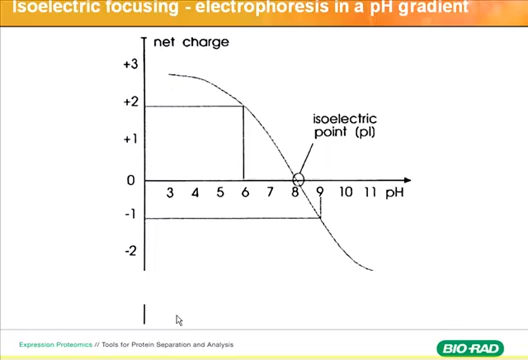 Isoelectric focusing - electrophoresis in a pH gradient
net charge
+3
+2
+1
0
-1
-2
isoelectric
point (pI)
3 4 5 6 7 8 9 10 11 pH
Expression Proteomics // Tools for Protein Separation and Analysis
BIO-RAD